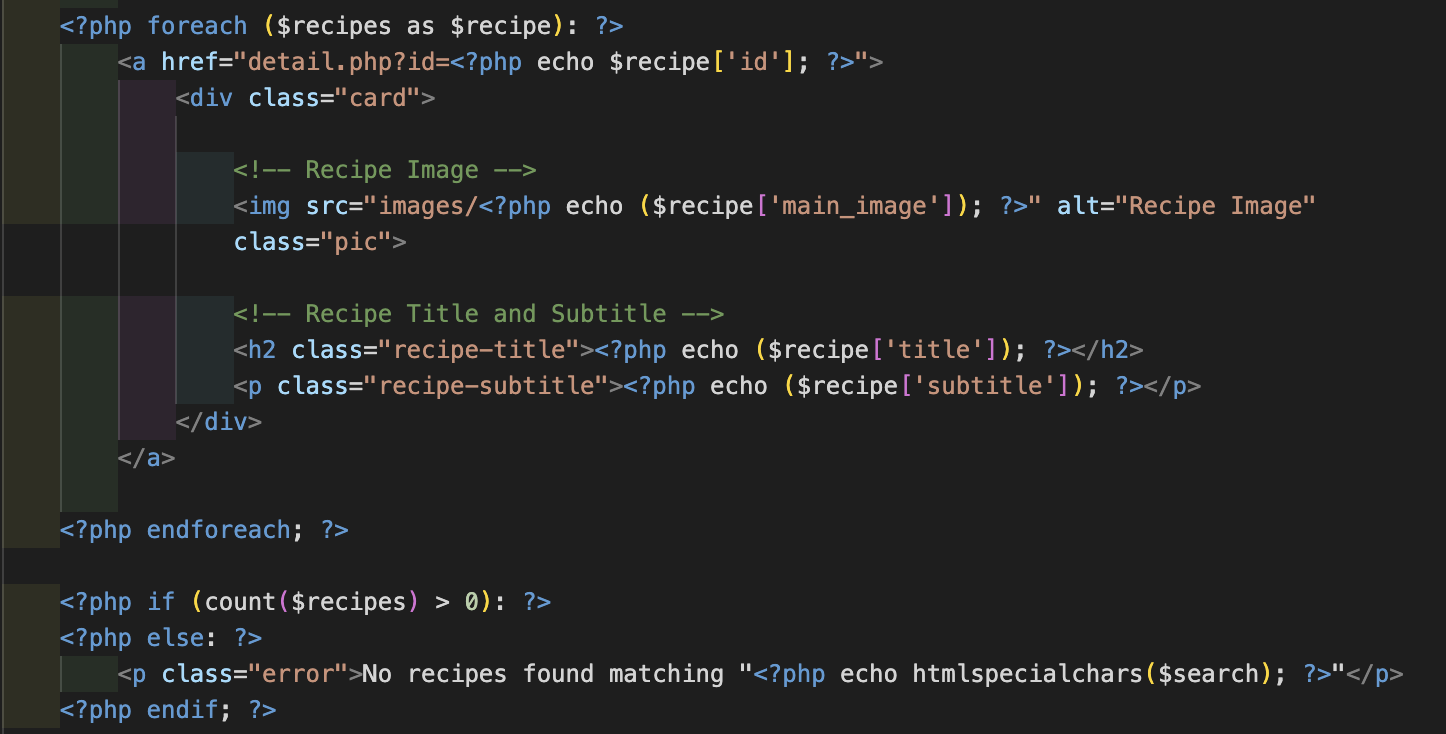 <?php foreach ($recipes as $recipe): ?>
<a href="detail.php?id=<?php echo $recipe['id']; ?>">
<div class="card">
<!-- Recipe Image -->
<img src="images/<?php echo ($recipe['main_image']); ?>" alt="Recipe Image"
class="pic">
<!-- Recipe Title and Subtitle -->
<h2 class="recipe-title"><?php echo ($recipe['title']); ?></h2>
<p class="recipe-subtitle"><?php echo ($recipe['subtitle']); ?></p>
</div>
</a>
<?php endforeach; ?>
<?php if (count($recipes) > 0): ?>
<?php else: ?>
<p class="error">No recipes found matching "<?php echo htmlspecialchars($search); ?>"</p>
<?php endif; ?>